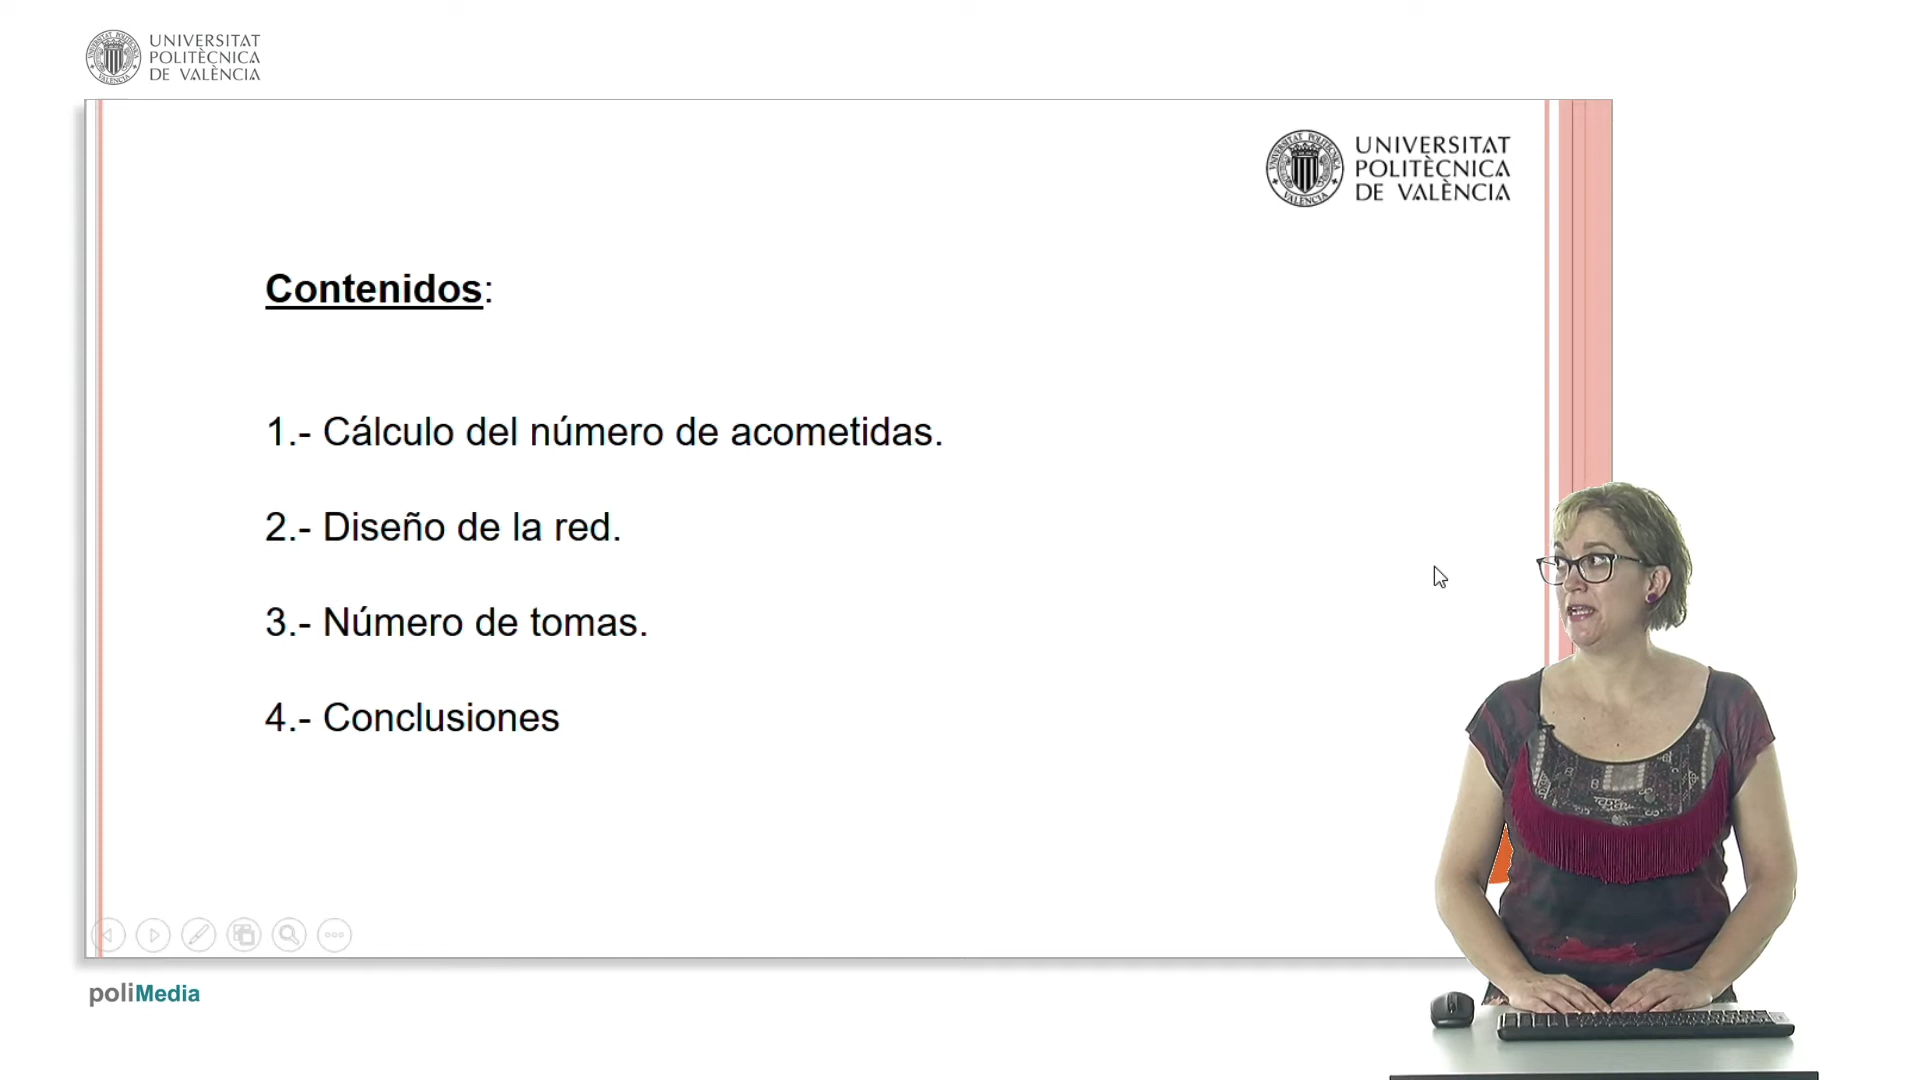 UNIVERSITAT
POLITÈCNICA
DE VALÈNCIA
UNIVERSITAT
POLITÈCNICA
DE VALÈNCIA
Contenidos:
1.- Cálculo del número de acometidas.
2.- Diseño de la red.
3.- Número de tomas.
4.- Conclusiones
poliMedia